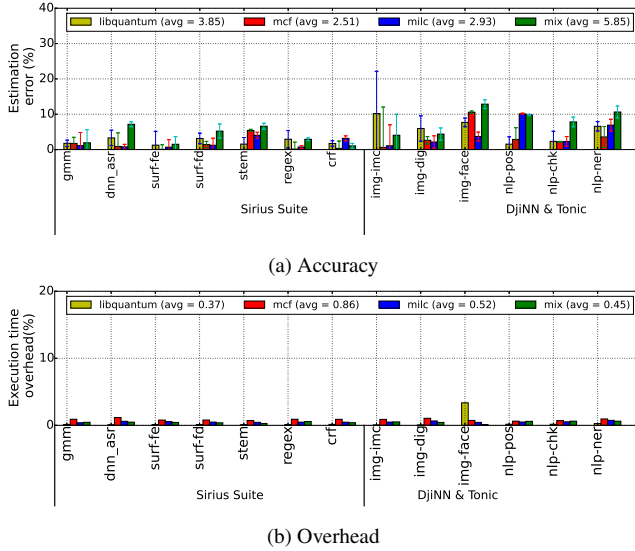 40
libquantum (avg = 3.85) mcf (avg = 2.51) milc (avg = 2.93) mix (avg = 5.85)
30
20
10
0
Estimation
error (%)
gmm dnn_asr surf-fe surf-fd stem regex crf img-imc img-dig img-face nlp-pos nlp-chk nlp-ner
Sirius Suite DjiNN & Tonic
(a) Accuracy
20
libquantum (avg = 0.37) mcf (avg = 0.86) milc (avg = 0.52) mix (avg = 0.45)
10
0
Execution time
overhead(%)
gmm dnn_asr surf-fe surf-fd stem regex crf img-imc img-dig img-face nlp-pos nlp-chk nlp-ner
Sirius Suite DjiNN & Tonic
(b) Overhead